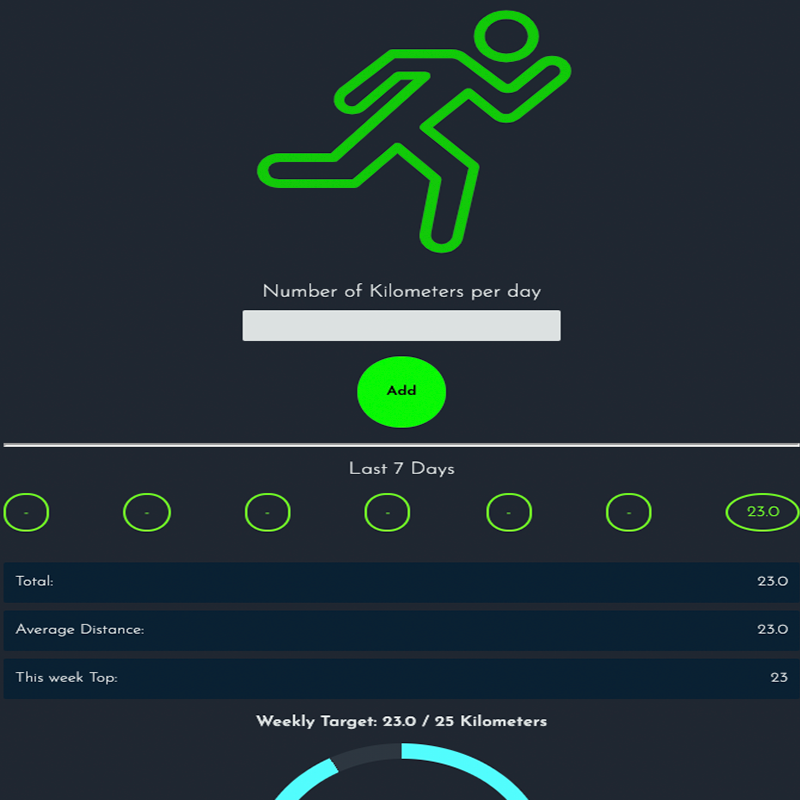 Number of Kilometers per day
Add
Last 7 Days
- - - - - - 23.0
Total: 23.0
Average Distance: 23.0
This week Top: 23
Weekly Target: 23.0 / 25 Kilometers